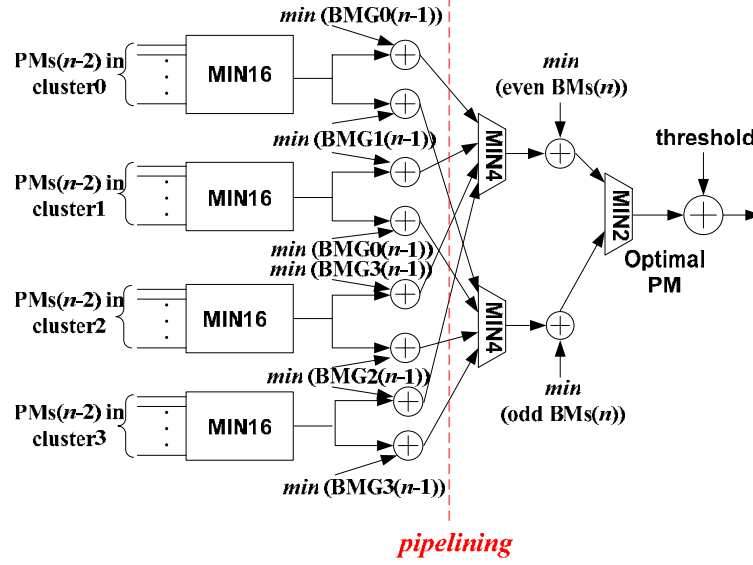 min (BMG0(n-1))
PMs(n-2) in
cluster0
MIN16
min (BMG1(n-1))
PMs(n-2) in
cluster1
MIN16
min (BMG0(n-1))
min (BMG3(n-1))
PMs(n-2) in
cluster2
MIN16
min (BMG2(n-1))
PMs(n-2) in
cluster3
MIN16
min (BMG3(n-1))
MIN4
MIN4
min
(even BMs(n))
min
(odd BMs(n))
MIN2
Optimal
PM
threshold
pipelining